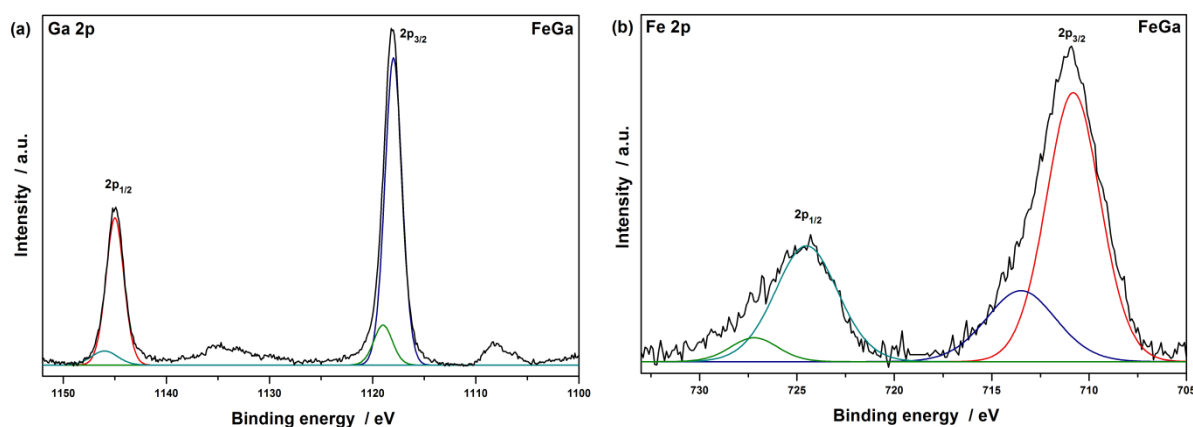 (a) Ga 2p FeGa
2p3/2
2p1/2
Intensity / a.u.
1150 1140 1130 1120 1110 1100
Binding energy / eV
(b) Fe 2p FeGa
2p3/2
2p1/2
Intensity / a.u.
730 725 720 715 710 705
Binding energy / eV